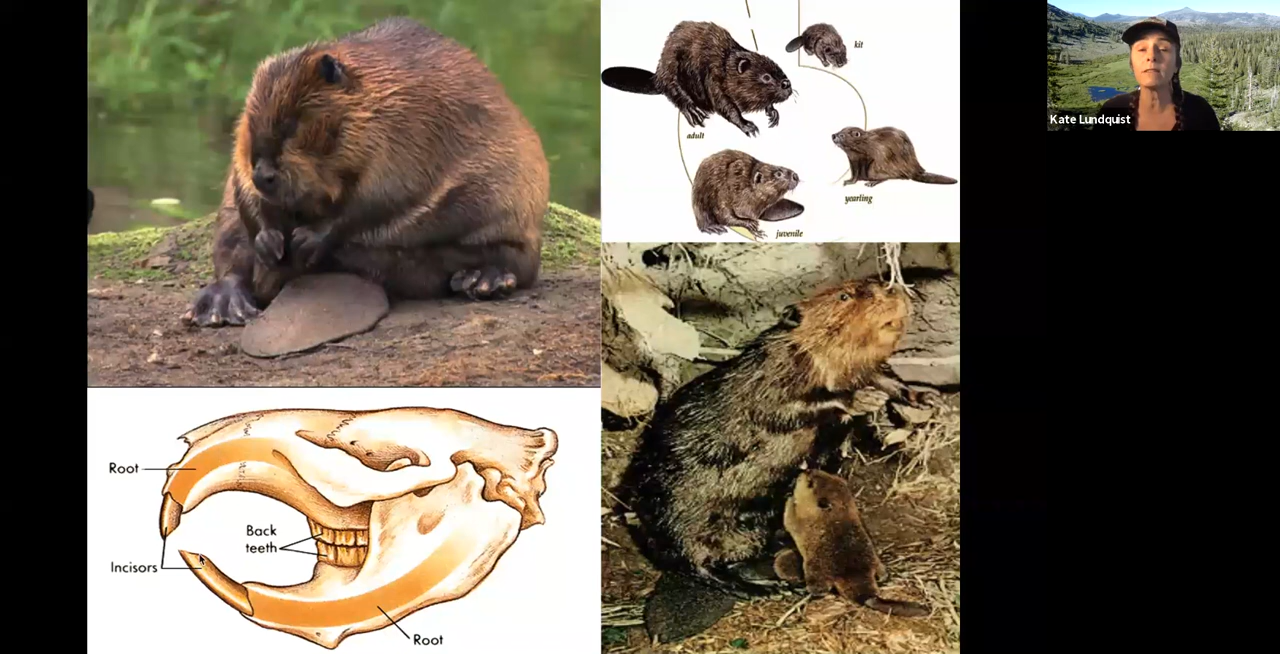 kit
adult
yearling
juvenile
Root
Back
teeth
Incisors
Root
Kate Lundquist